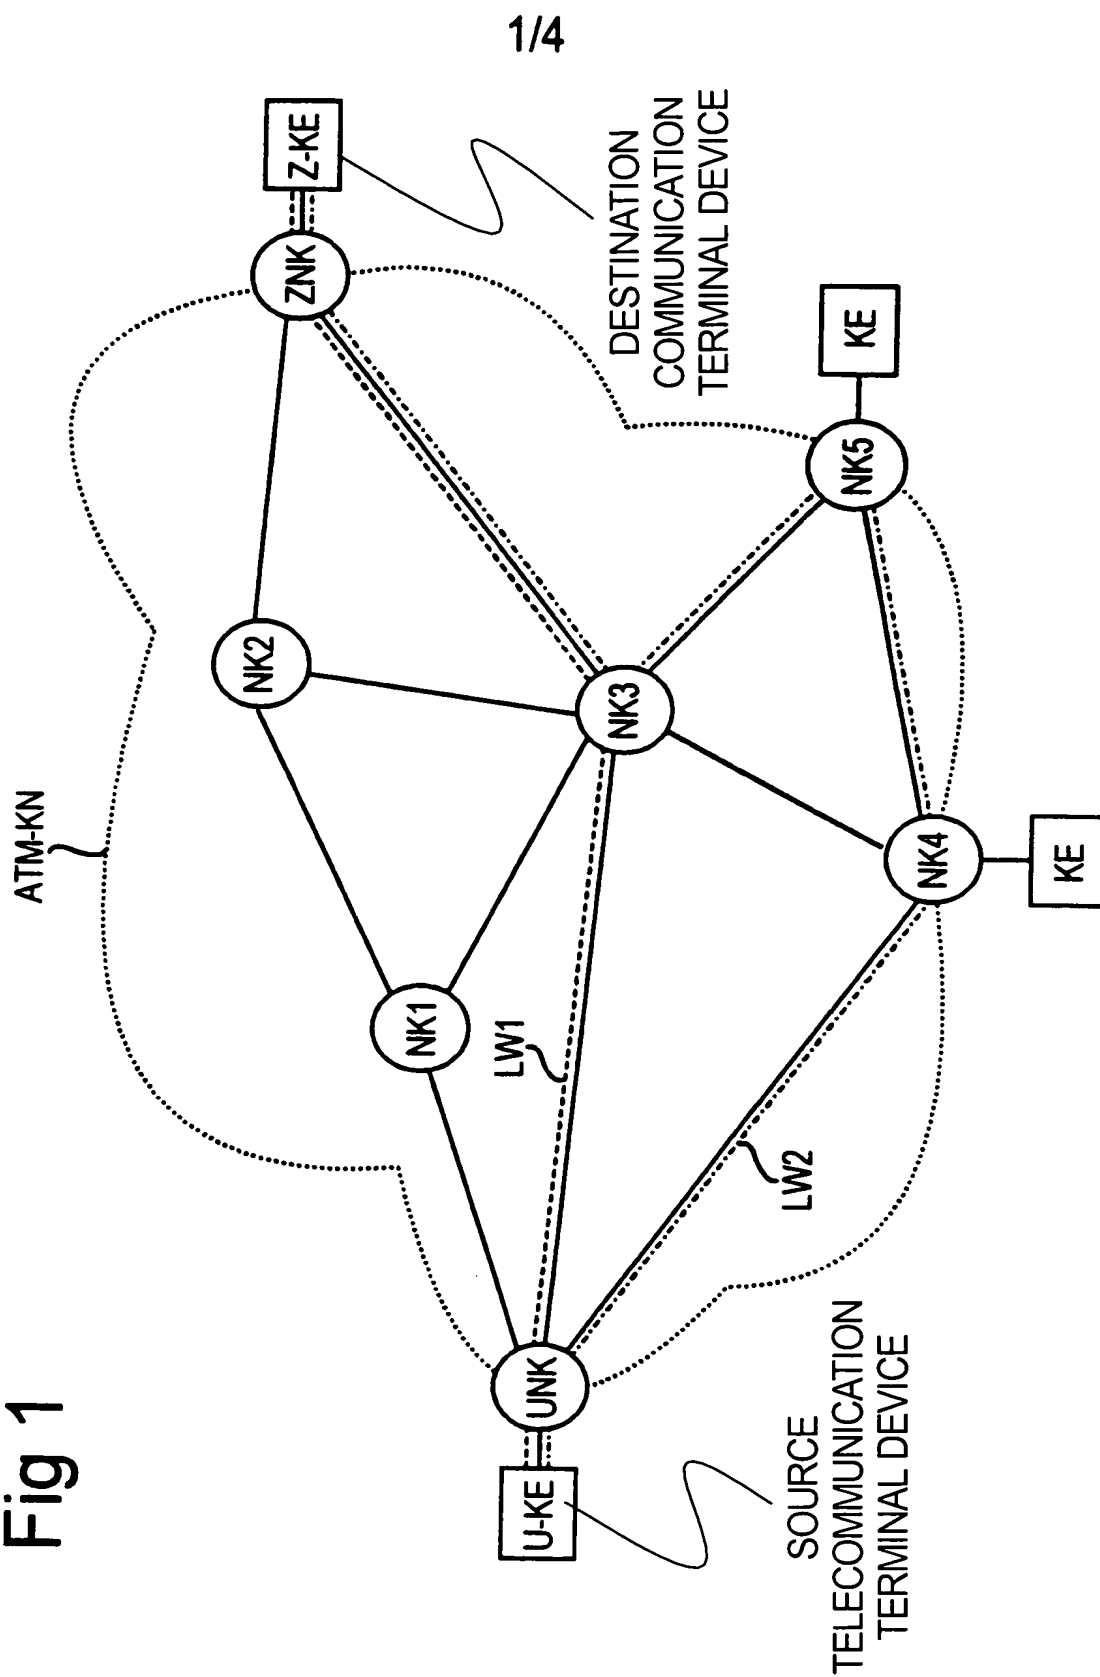 1/4
Fig 1
ATM-KN
NK2
ZNK
Z-KE
NK1
LW1
NK3
DESTINATION
COMMUNICATION
TERMINAL DEVICE
U-KE
UNK
LW2
NK5
KE
NK4
KE
SOURCE
TELECOMMUNICATION
TERMINAL DEVICE